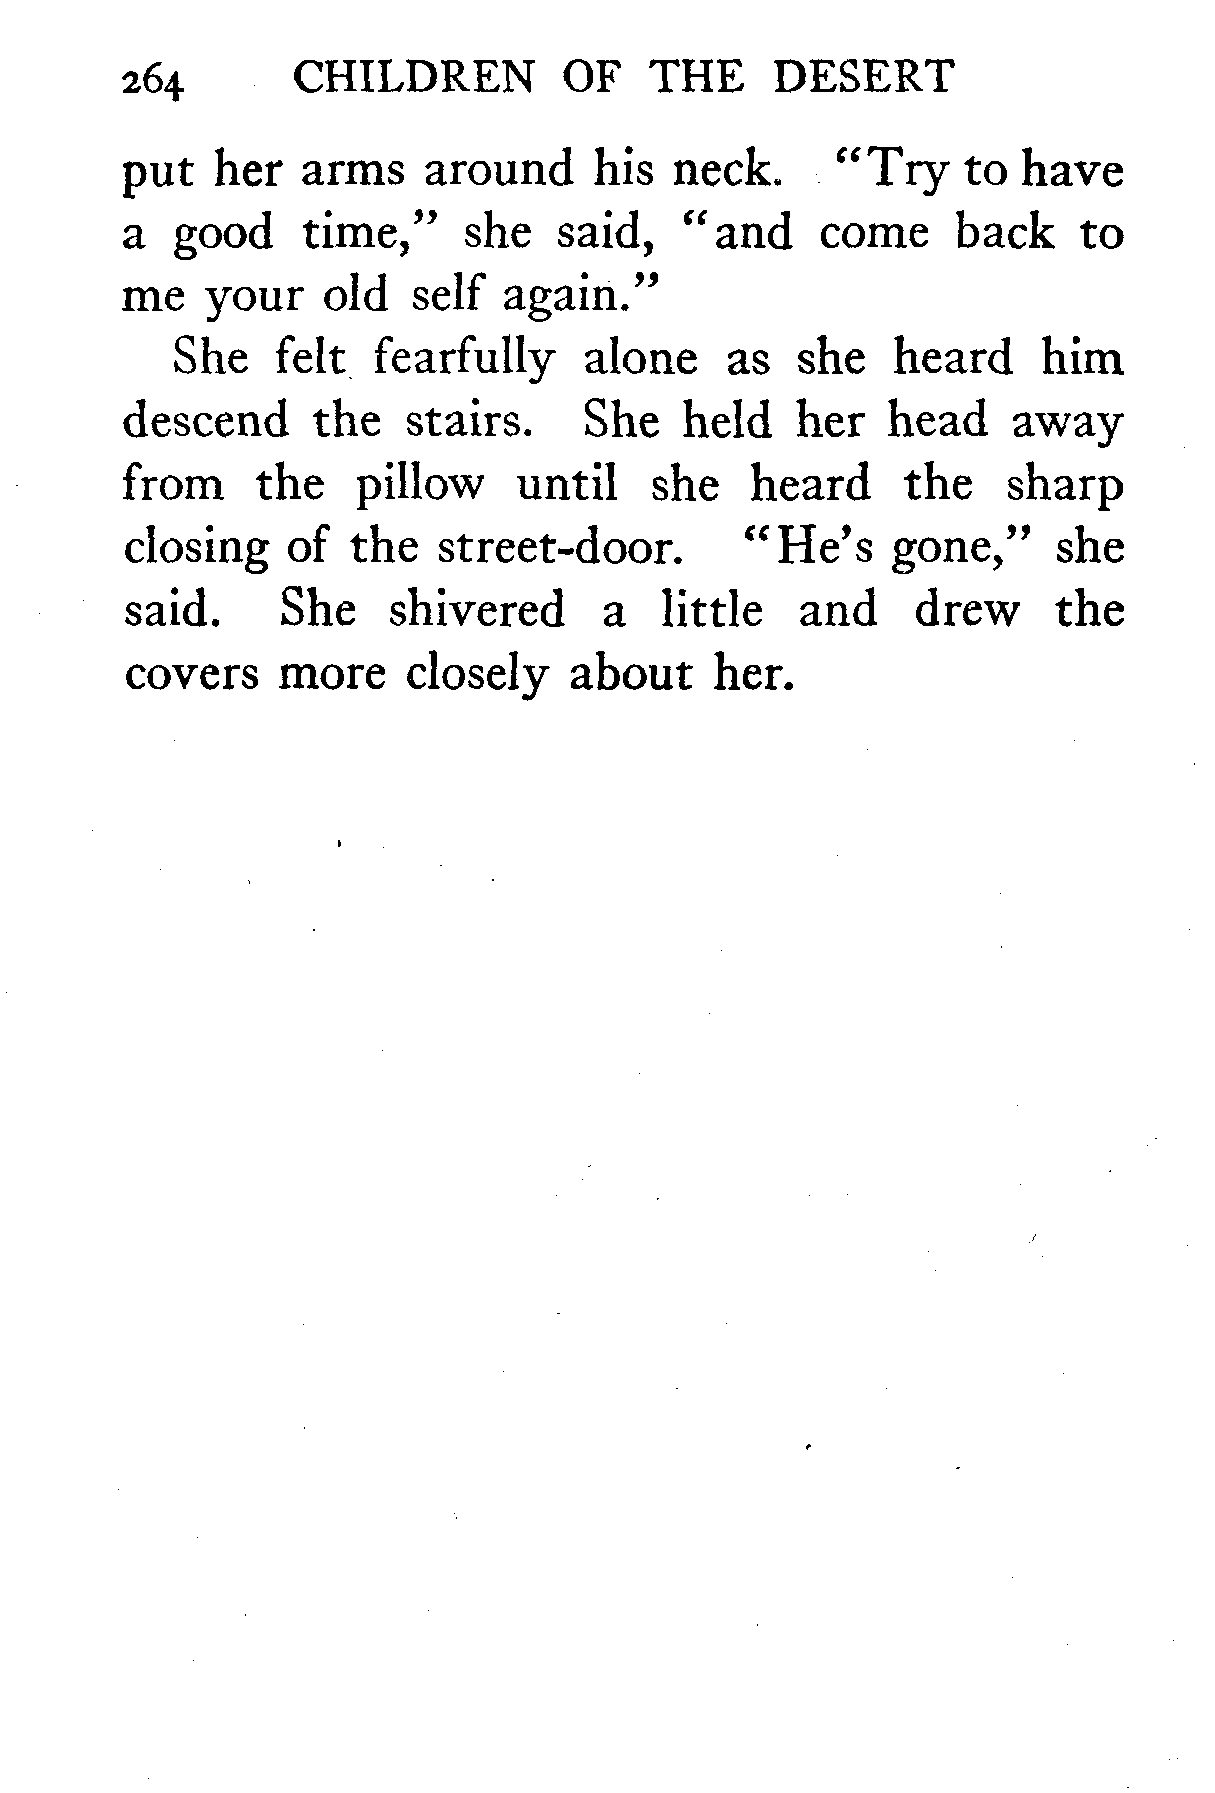 264 CHILDREN OF THE DESERT
put her arms around his neck. “Try to have
a good time,” she said, “and come back to
me your old self again.”
She felt fearfully alone as she heard him
descend the stairs. She held her head away
from the pillow until she heard the sharp
closing of the street-door. “He’s gone,” she
said. She shivered a little and drew the
covers more closely about her.